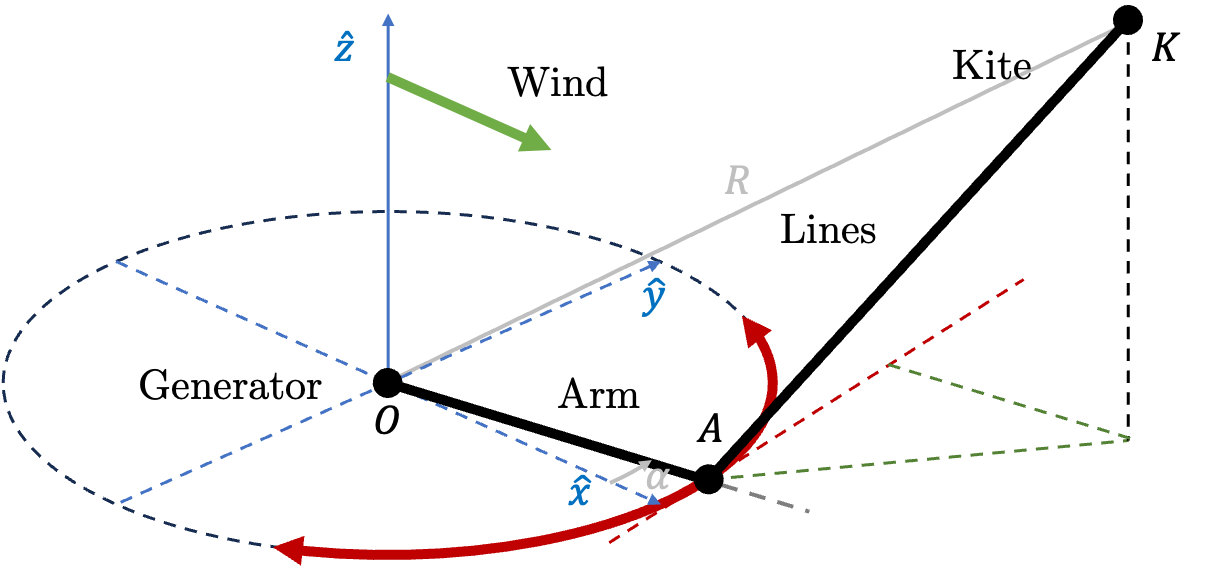 K
ẑ
Kite
Wind
R
Lines
ŷ
Generator
Arm
O
A
x̂
α